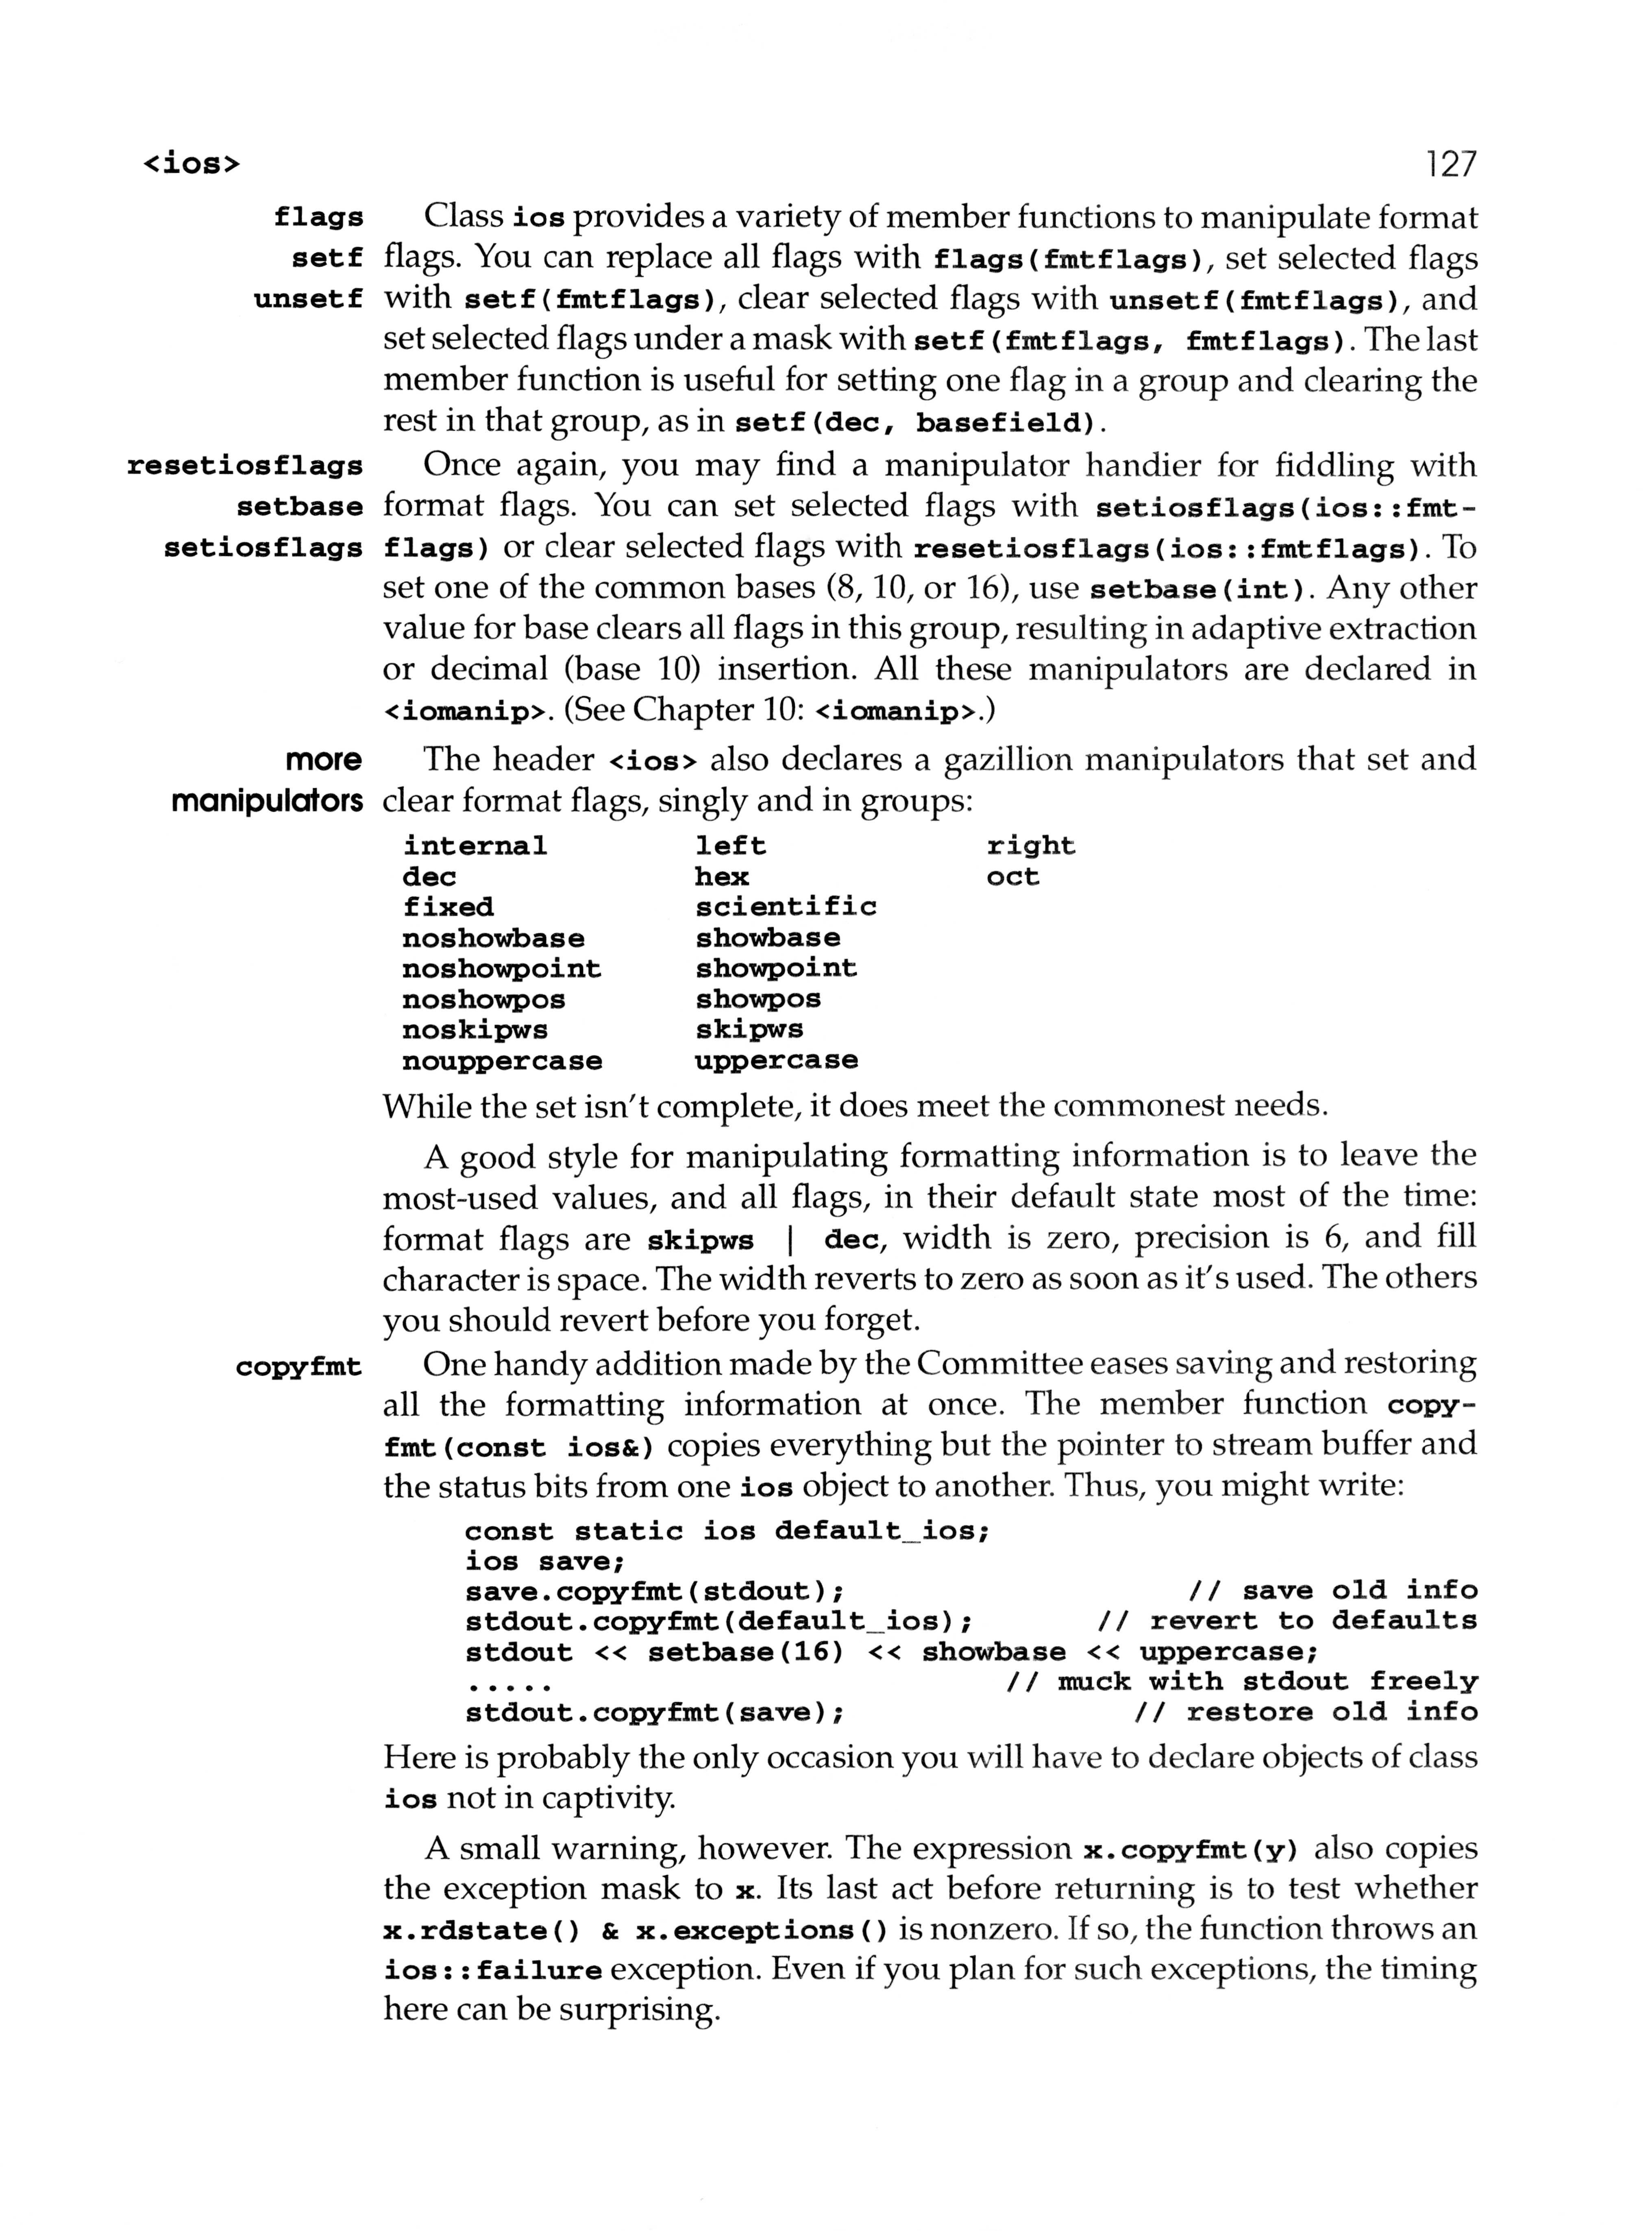 <ios> 127
flags Class ios provides a variety of member functions to manipulate format
setf flags. You can replace all flags with flags(fmtflags), set selected flags
unsetf with setf(fmtflags), clear selected flags with unsetf(fmtflags), and
set selected flags under a mask with setf(fmtflags, fmtflags). The last
member function is useful for setting one flag in a group and clearing the
rest in that group, as in setf(dec, basefield).
resetiosflags Once again, you may find a manipulator handier for fiddling with
setbase format flags. You can set selected flags with setiosflags(ios::fmt-
setiosflags flags) or clear selected flags with resetiosflags(ios::fmtflags). To
set one of the common bases (8, 10, or 16), use setbase(int). Any other
value for base clears all flags in this group, resulting in adaptive extraction
or decimal (base 10) insertion. All these manipulators are declared in
<iomanip>. (See Chapter 10: <iomanip>.)
more The header <ios> also declares a gazillion manipulators that set and
manipulators clear format flags, singly and in groups:
internal left right
dec hex oct
fixed scientific
noshowbase showbase
noshowpoint showpoint
noshowpos showpos
noskipws skipws
nouppercase uppercase
While the set isn't complete, it does meet the commonest needs.
A good style for manipulating formatting information is to leave the
most-used values, and all flags, in their default state most of the time:
format flags are skipws | dec, width is zero, precision is 6, and fill
character is space. The width reverts to zero as soon as it's used. The others
you should revert before you forget.
copyfmt One handy addition made by the Committee eases saving and restoring
all the formatting information at once. The member function copy-
fmt(const ios&) copies everything but the pointer to stream buffer and
the status bits from one ios object to another. Thus, you might write:
const static ios default_ios;
ios save;
save.copyfmt(stdout); // save old info
stdout.copyfmt(default_ios); // revert to defaults
stdout << setbase(16) << showbase << uppercase;
..... // muck with stdout freely
stdout.copyfmt(save); // restore old info
Here is probably the only occasion you will have to declare objects of class
ios not in captivity.
A small warning, however. The expression x.copyfmt(y) also copies
the exception mask to x. Its last act before returning is to test whether
x.rdstate() & x.exceptions() is nonzero. If so, the function throws an
ios::failure exception. Even if you plan for such exceptions, the timing
here can be surprising.